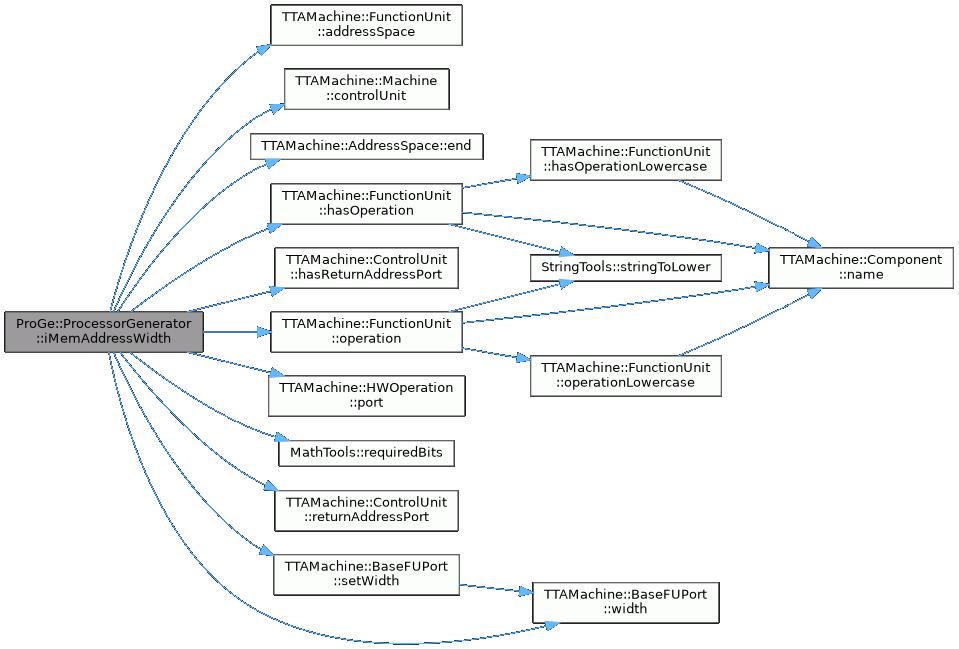 TTAMachine::FunctionUnit
::addressSpace
TTAMachine::Machine
::controlUnit
TTAMachine::AddressSpace::end
TTAMachine::FunctionUnit
::hasOperationLowercase
TTAMachine::FunctionUnit
::hasOperation
TTAMachine::ControlUnit
::hasReturnAddressPort
StringTools::stringToLower
TTAMachine::Component
::name
ProGe::ProcessorGenerator
::iMemAddressWidth
TTAMachine::FunctionUnit
::operation
TTAMachine::FunctionUnit
::operationLowercase
TTAMachine::HWOperation
::port
MathTools::requiredBits
TTAMachine::ControlUnit
::returnAddressPort
TTAMachine::BaseFUPort
::setWidth
TTAMachine::BaseFUPort
::width